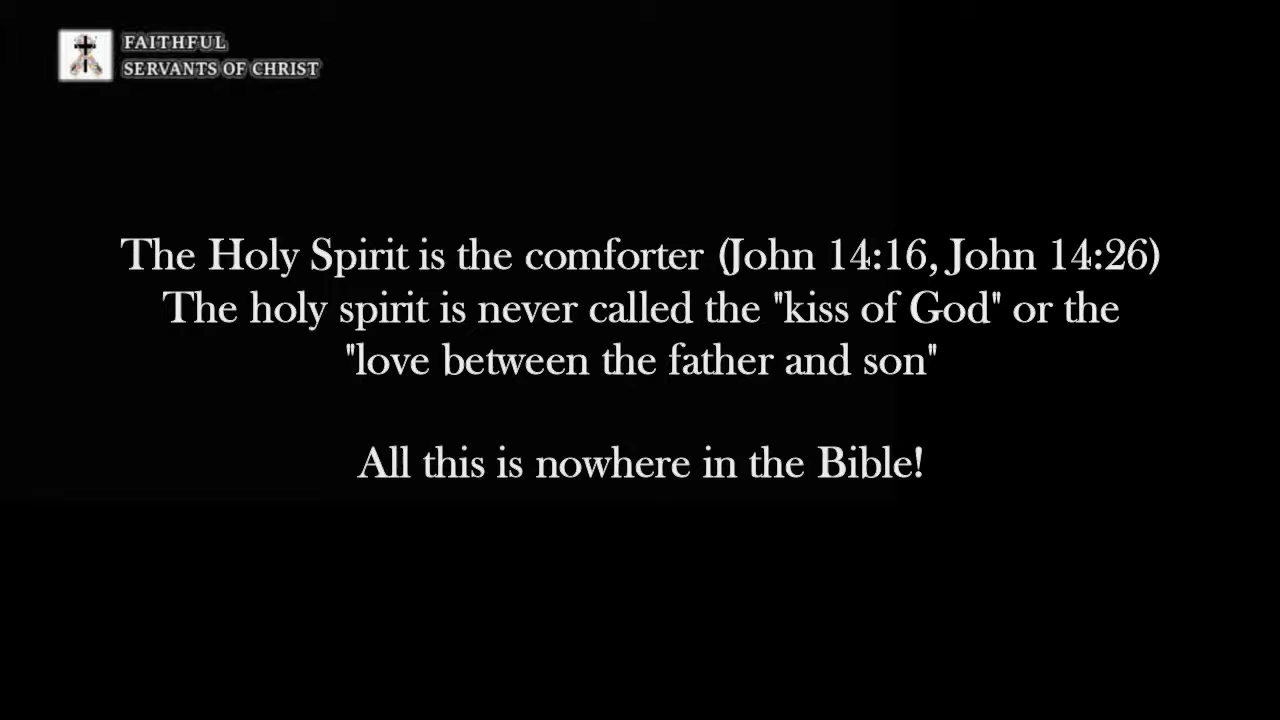 FAITHFUL
SERVANTS OF CHRIST
The Holy Spirit is the comforter (John 14:16, John 14:26)
The holy spirit is never called the "kiss of God" or the
"love between the father and son"
All this is nowhere in the Bible!